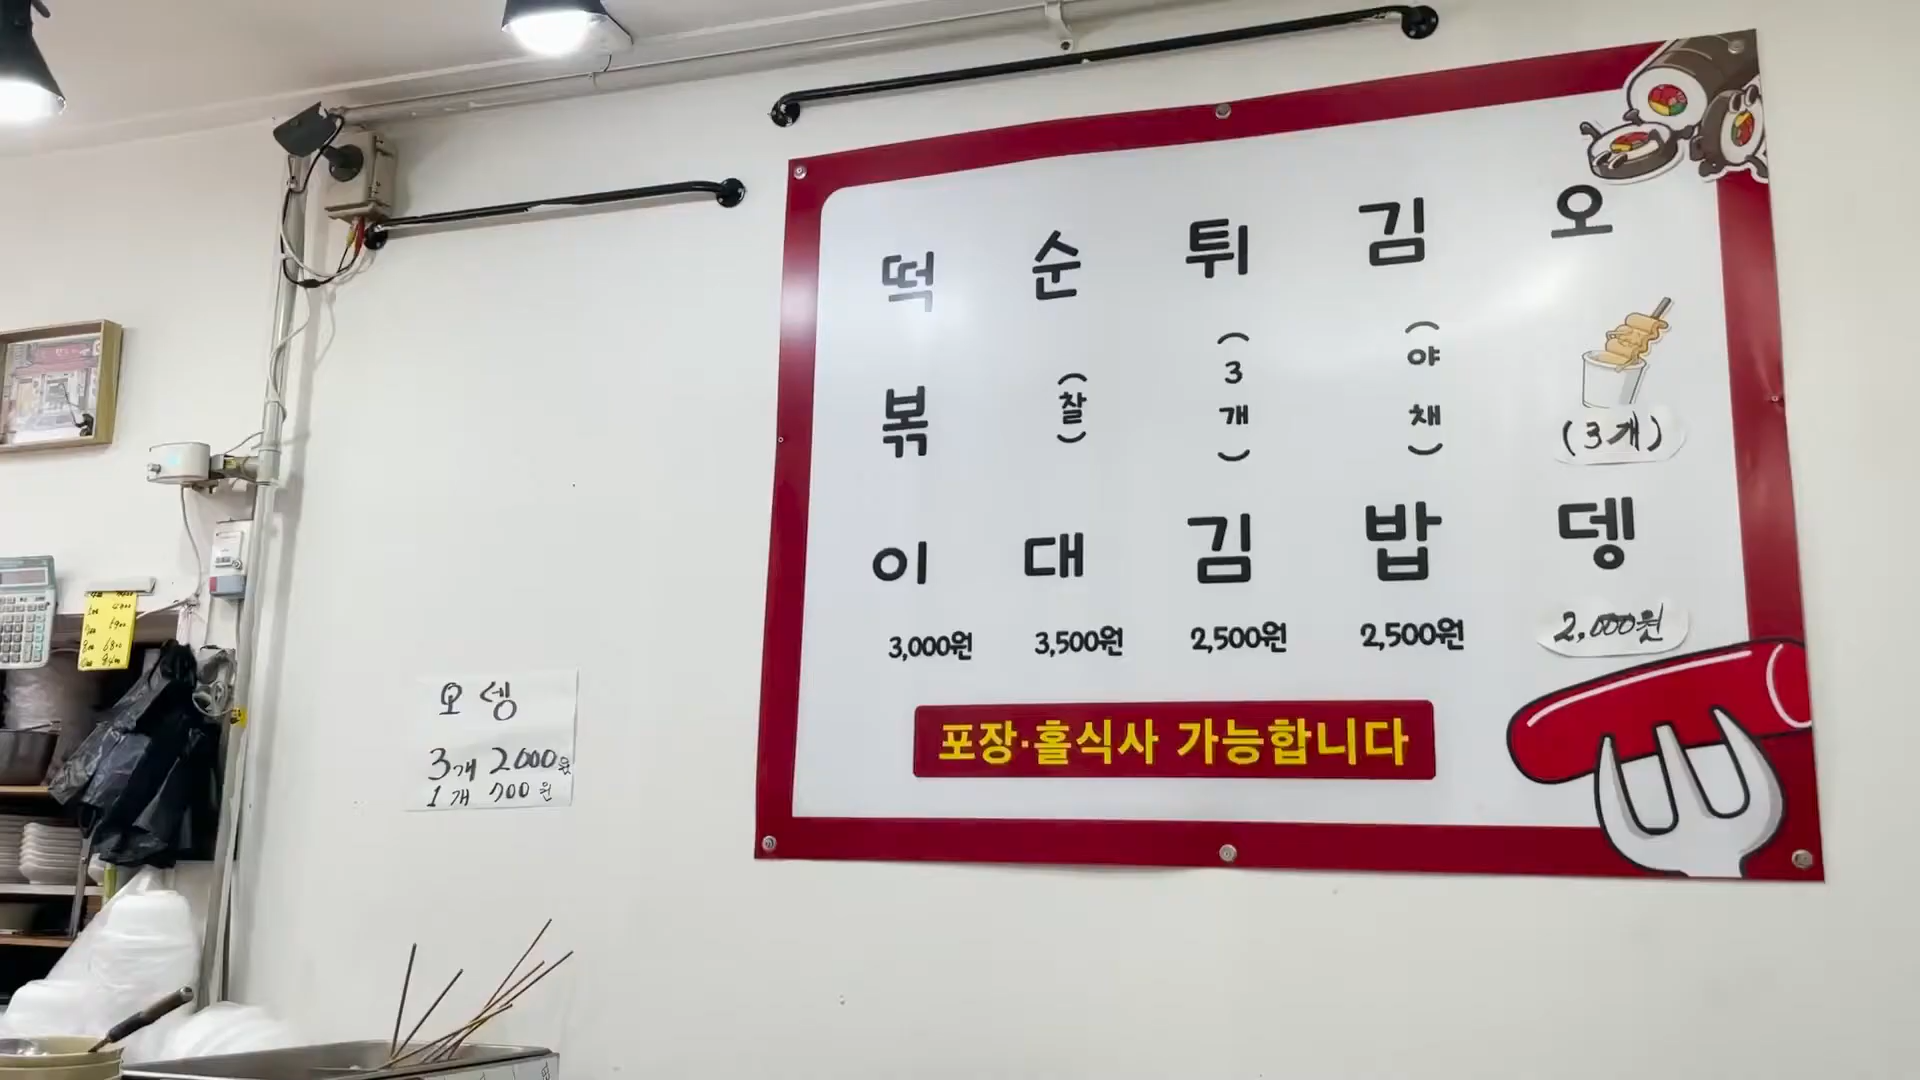 떡볶이 3,000원
순(찰)대 3,500원
튀(3개)김 2,500원
김(야채)밥 2,500원
오(3개)뎅 2,000원
포장·홀식사 가능합니다
3개 2000원
1개 700원